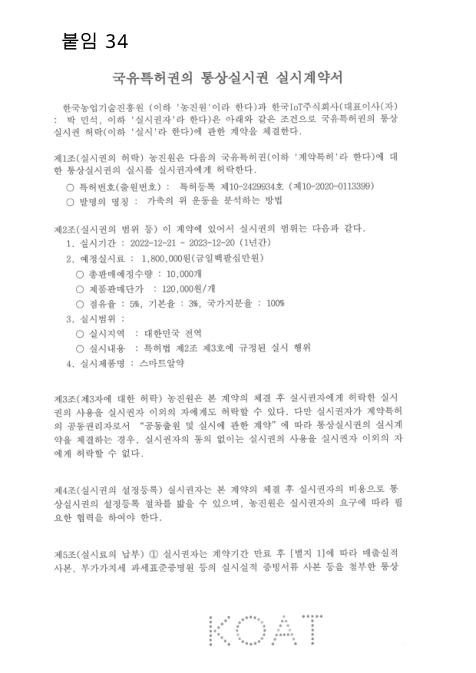 붙임 34
국유특허권의 통상실시권 실시계약서
한국농업기술진흥원 (이하 '농진원'이라 한다)과 한국IoT주식회사(대표이사(자)
: 박 민석, 이하 '실시권자'라 한다)은 아래와 같은 조건으로 국유특허권의 통상
실시권 허락(이하 '실시'라 한다)에 관한 계약을 체결한다.
제1조(실시권의 허락) 농진원은 다음의 국유특허권(이하 '계약특허'라 한다)에 대
한 통상실시권의 실시를 실시권자에게 허락한다.
○ 특허번호(출원번호) : 특허등록 제10-2429934호 (제10-2020-0113399)
○ 발명의 명칭 : 가축의 위 운동을 분석하는 방법
제2조(실시권의 범위 등) 이 계약에 있어서 실시권의 범위는 다음과 같다.
1. 실시기간 : 2022-12-21 ~ 2023-12-20 (1년간)
2. 예정실시료 : 1,800,000원(금일백팔십만원)
○ 총판매예정수량 : 10,000개
○ 제품판매단가 : 120,000원/개
○ 점유율 : 5%, 기본율 : 3%, 국가지분율 : 100%
3. 실시범위 :
○ 실시지역 : 대한민국 전역
○ 실시내용 : 특허법 제2조 제3호에 규정된 실시 행위
4. 실시제품명 : 스마트알약
제3조(제3자에 대한 허락) 농진원은 본 계약의 체결 후 실시권자에게 허락한 실시
권의 사용을 실시권자 이외의 자에게도 허락할 수 있다. 다만 실시권자가 계약특허
의 공동권리자로서 "공동출원 및 실시에 관한 계약"에 따라 통상실시권의 실시계
약을 체결하는 경우, 실시권자의 동의 없이는 실시권의 사용을 실시권자 이외의 자
에게 허락할 수 없다.
제4조(실시권의 설정등록) 실시권자는 본 계약의 체결 후 실시권자의 비용으로 통
상실시권의 설정등록 절차를 밟을 수 있으며, 농진원은 실시권자의 요구에 따라 필
요한 협력을 하여야 한다.
제5조(실시료의 납부) ① 실시권자는 계약기간 만료 후 [별지 1]에 따라 매출실적
사본, 부가가치세 과세표준증명원 등의 실시실적 증빙서류 사본 등을 첨부한 통상
KOAT